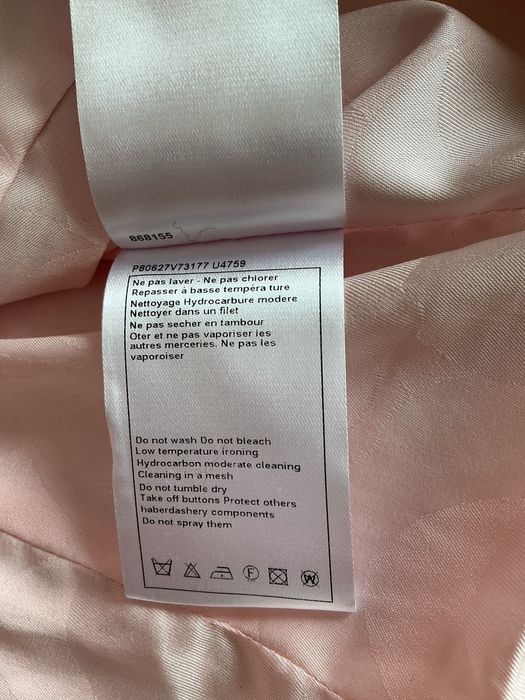 868155
P80627V73177 U4759
Ne pas laver - Ne pas chlorer
Repasser à basse tempéra ture
Nettoyage Hydrocarbure modere
Nettoyer dans un filet
Ne pas secher en tambour
Oter et ne pas vaporiser les
autres merceries. Ne pas les
vaporoiser
Do not wash Do not bleach
Low temperature ironing
Hydrocarbon moderate cleaning
Cleaning in a mesh
Do not tumble dry
Take off buttons Protect others
haberdashery components
Do not spray them
F W